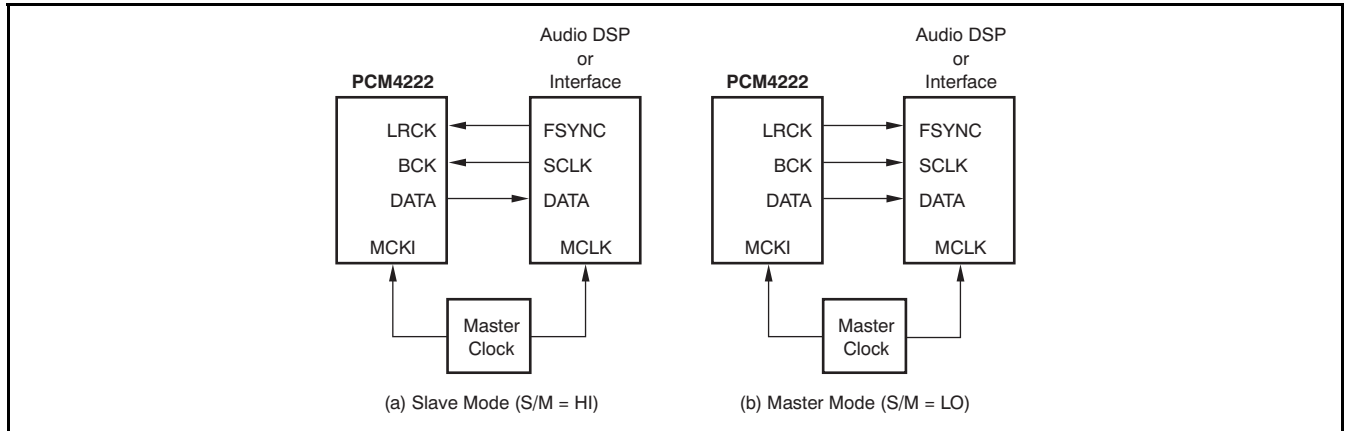 Audio DSP
or
Interface
PCM4222
LRCK
FSYNC
BCK
SCLK
DATA
DATA
MCKI
MCLK
Master
Clock
(a) Slave Mode (S/M = HI)
Audio DSP
or
Interface
PCM4222
LRCK
FSYNC
BCK
SCLK
DATA
DATA
MCKI
MCLK
Master
Clock
(b) Master Mode (S/M = LO)